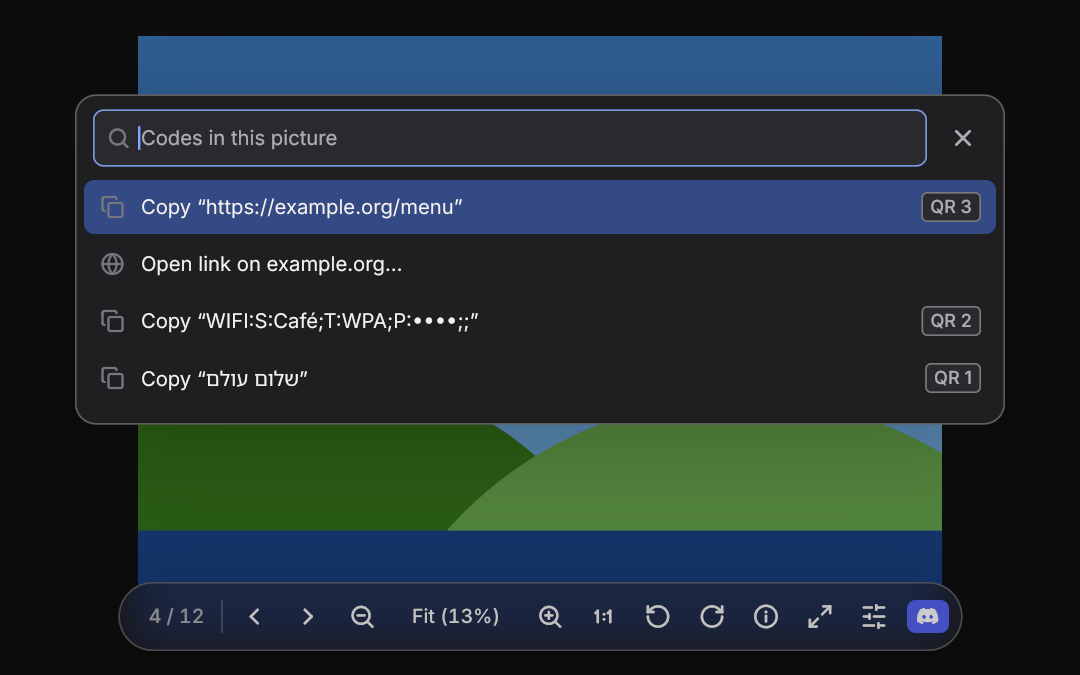 Codes in this picture
Copy “https://example.org/menu” QR 3
Open link on example.org...
Copy “WIFI:S:Café;T:WPA;P:••••;;” QR 2
Copy “שלום עולם” QR 1
4 / 12 Fit (13%) 1:1